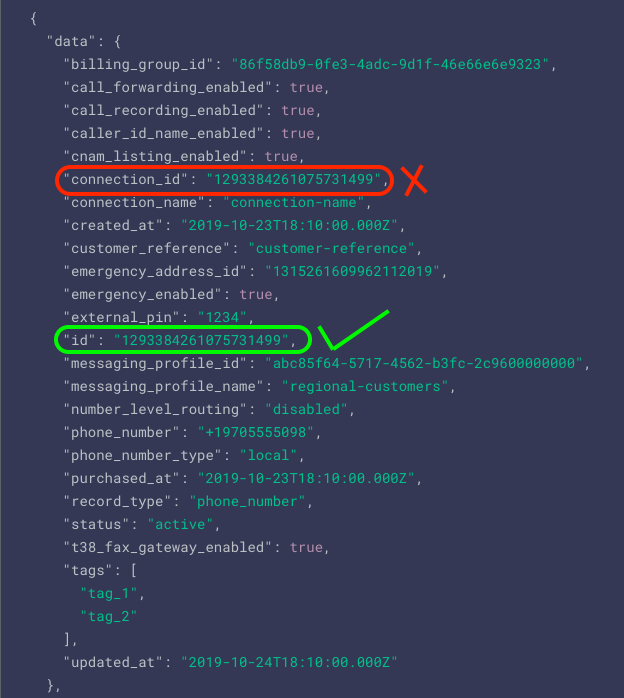 {
"data": {
"billing_group_id": "86f58db9-0fe3-4adc-9d1f-46e66e6e9323",
"call_forwarding_enabled": true,
"call_recording_enabled": true,
"caller_id_name_enabled": true,
"cnam_listing_enabled": true,
"connection_id": "1293384261075731499",
"connection_name": "connection-name",
"created_at": "2019-10-23T18:10:00.000Z",
"customer_reference": "customer-reference",
"emergency_address_id": "1315261609962112019",
"emergency_enabled": true,
"external_pin": "1234",
"id": "1293384261075731499",
"messaging_profile_id": "abc85f64-5717-4562-b3fc-2c9600000000",
"messaging_profile_name": "regional-customers",
"number_level_routing": "disabled",
"phone_number": "+19705555098",
"phone_number_type": "local",
"purchased_at": "2019-10-23T18:10:00.000Z",
"record_type": "phone_number",
"status": "active",
"t38_fax_gateway_enabled": true,
"tags": [
"tag_1",
"tag_2"
],
"updated_at": "2019-10-24T18:10:00.000Z"
},